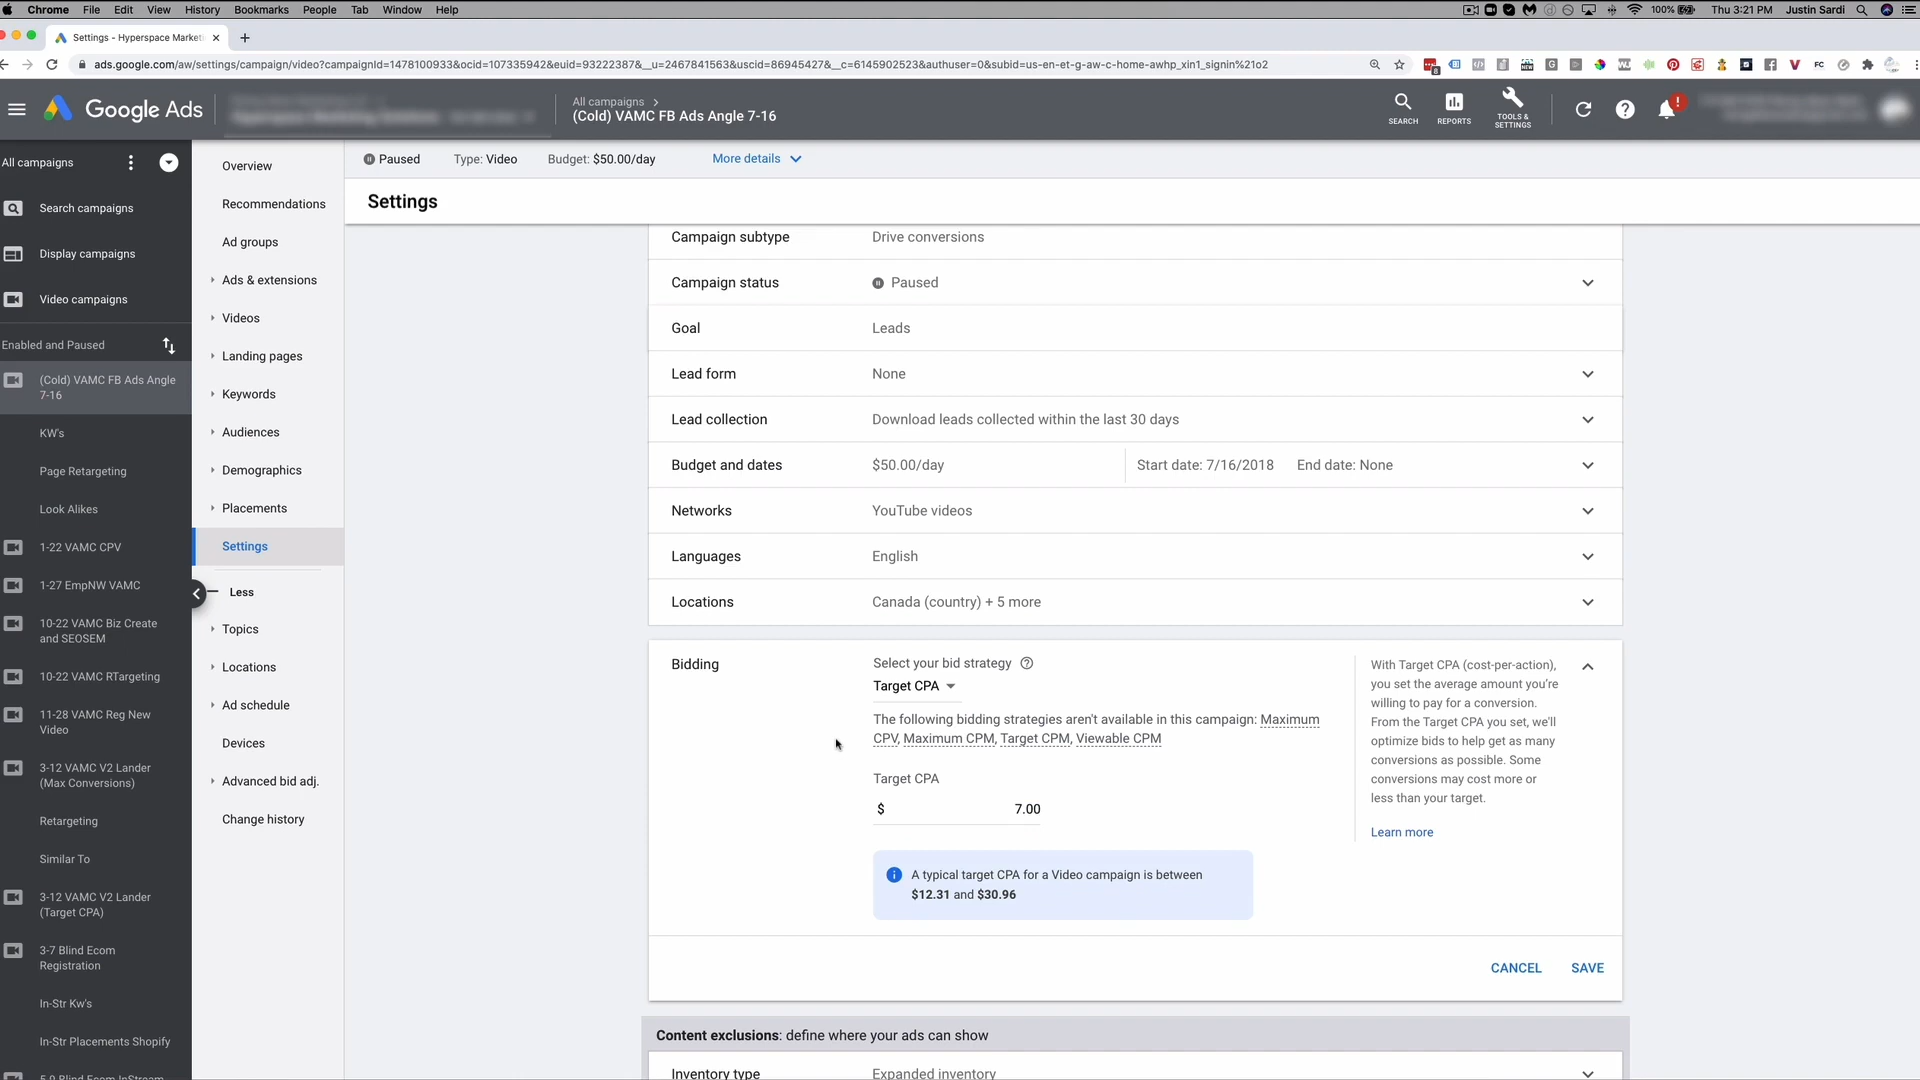 Chrome File Edit View History Bookmarks People Tab Window Help
100% Thu 3:21 PM Justin Sardi
Settings - Hyperspace Marketi
ads.google.com/aw/settings/campaign/video?campaignId=1478100933&ocid=107335942&euid=93222387&__u=2467841563&uscid=86945427&__c=6145902523&authuser=0&subid=us-en-et-g-aw-c-home-awhp_xin1_signin%21o2
Google Ads
All campaigns
(Cold) VAMC FB Ads Angle 7-16
SEARCH
REPORTS
TOOLS &
SETTINGS
All campaigns
Search campaigns
Display campaigns
Video campaigns
Enabled and Paused
(Cold) VAMC FB Ads Angle
7-16
KW's
Page Retargeting
Look Alikes
1-22 VAMC CPV
1-27 EmpNW VAMC
10-22 VAMC Biz Create
and SEOSEM
10-22 VAMC RTargeting
11-28 VAMC Reg New
Video
3-12 VAMC V2 Lander
(Max Conversions)
Retargeting
Similar To
3-12 VAMC V2 Lander
(Target CPA)
3-7 Blind Ecom
Registration
In-Str Kw's
In-Str Placements Shopify
5-9 Blind Ecom InStream
Overview
Recommendations
Ad groups
Ads & extensions
Videos
Landing pages
Keywords
Audiences
Demographics
Placements
Settings
Less
Topics
Locations
Ad schedule
Devices
Advanced bid adj.
Change history
Paused Type: Video Budget: $50.00/day More details
Settings
Campaign subtype Drive conversions
Campaign status Paused
Goal Leads
Lead form None
Lead collection Download leads collected within the last 30 days
Budget and dates $50.00/day Start date: 7/16/2018 End date: None
Networks YouTube videos
Languages English
Locations Canada (country) + 5 more
Bidding
Select your bid strategy
Target CPA
The following bidding strategies aren't available in this campaign: Maximum
CPV, Maximum CPM, Target CPM, Viewable CPM
Target CPA
$ 7.00
A typical target CPA for a Video campaign is between
$12.31 and $30.96
With Target CPA (cost-per-action),
you set the average amount you're
willing to pay for a conversion.
From the Target CPA you set, we'll
optimize bids to help get as many
conversions as possible. Some
conversions may cost more or
less than your target.
Learn more
CANCEL SAVE
Content exclusions: define where your ads can show
Inventory type Expanded inventory